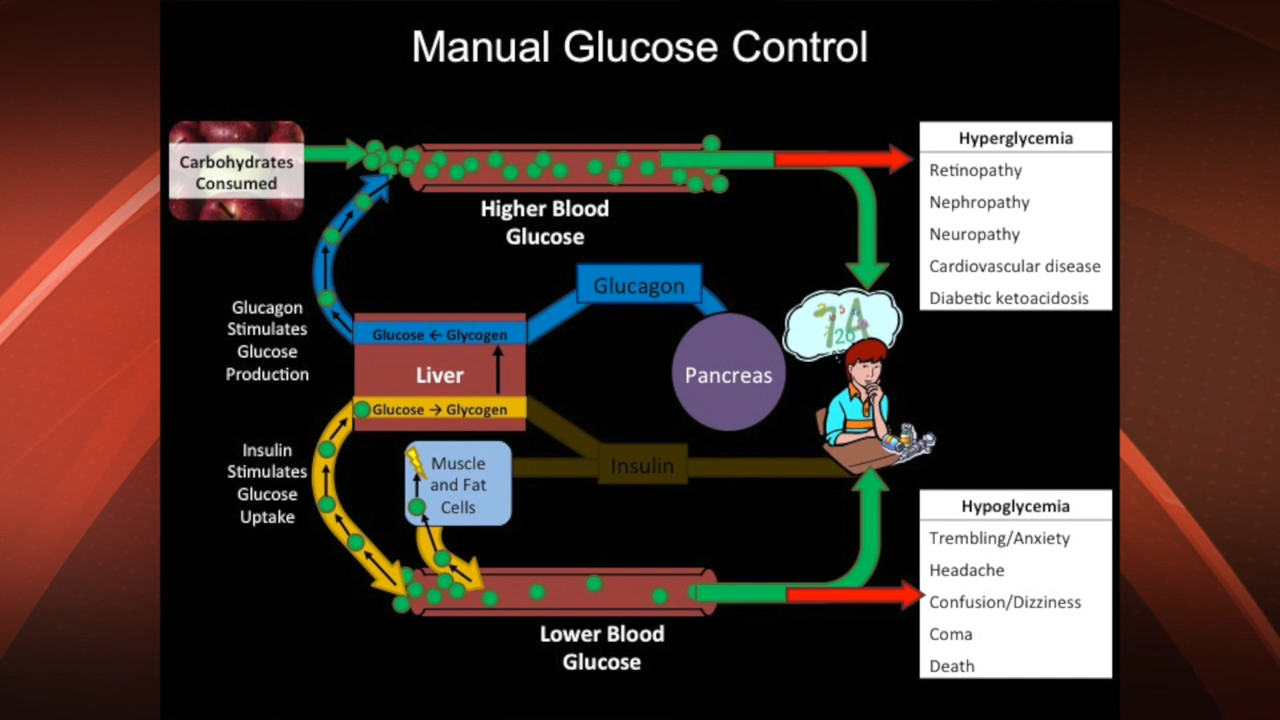 Manual Glucose Control
Carbohydrates
Consumed
Higher Blood
Glucose
Hyperglycemia
Retinopathy
Nephropathy
Neuropathy
Cardiovascular disease
Diabetic ketoacidosis
Glucagon
Glucagon
Stimulates
Glucose
Production
Glucose ← Glycogen
Liver
Glucose → Glycogen
Pancreas
Insulin
Stimulates
Glucose
Uptake
Muscle
and Fat
Cells
Insulin
Hypoglycemia
Trembling/Anxiety
Headache
Confusion/Dizziness
Coma
Death
Lower Blood
Glucose